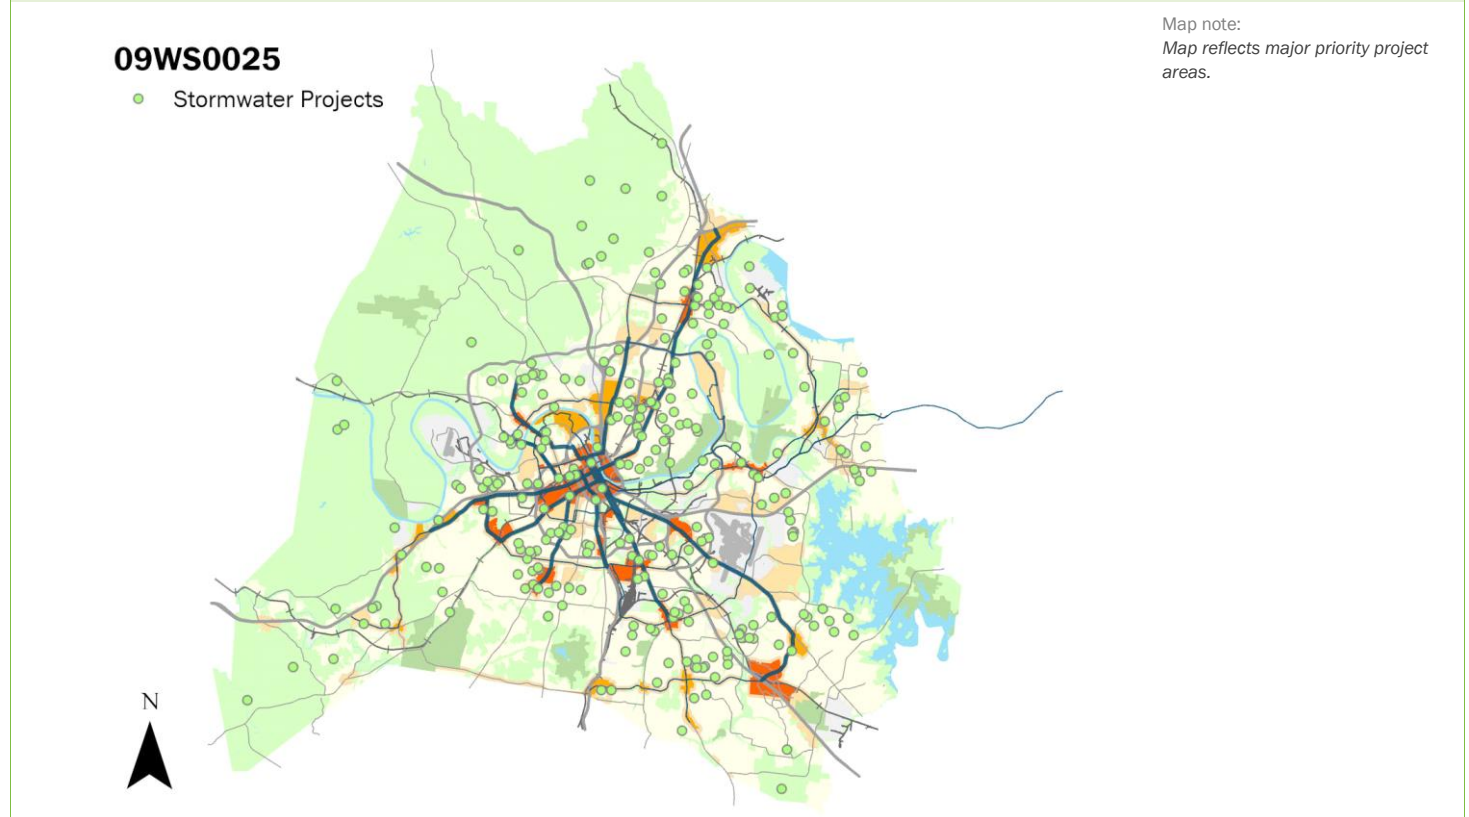 09WS0025
Stormwater Projects
Map note:
Map reflects major priority project
areas.
N